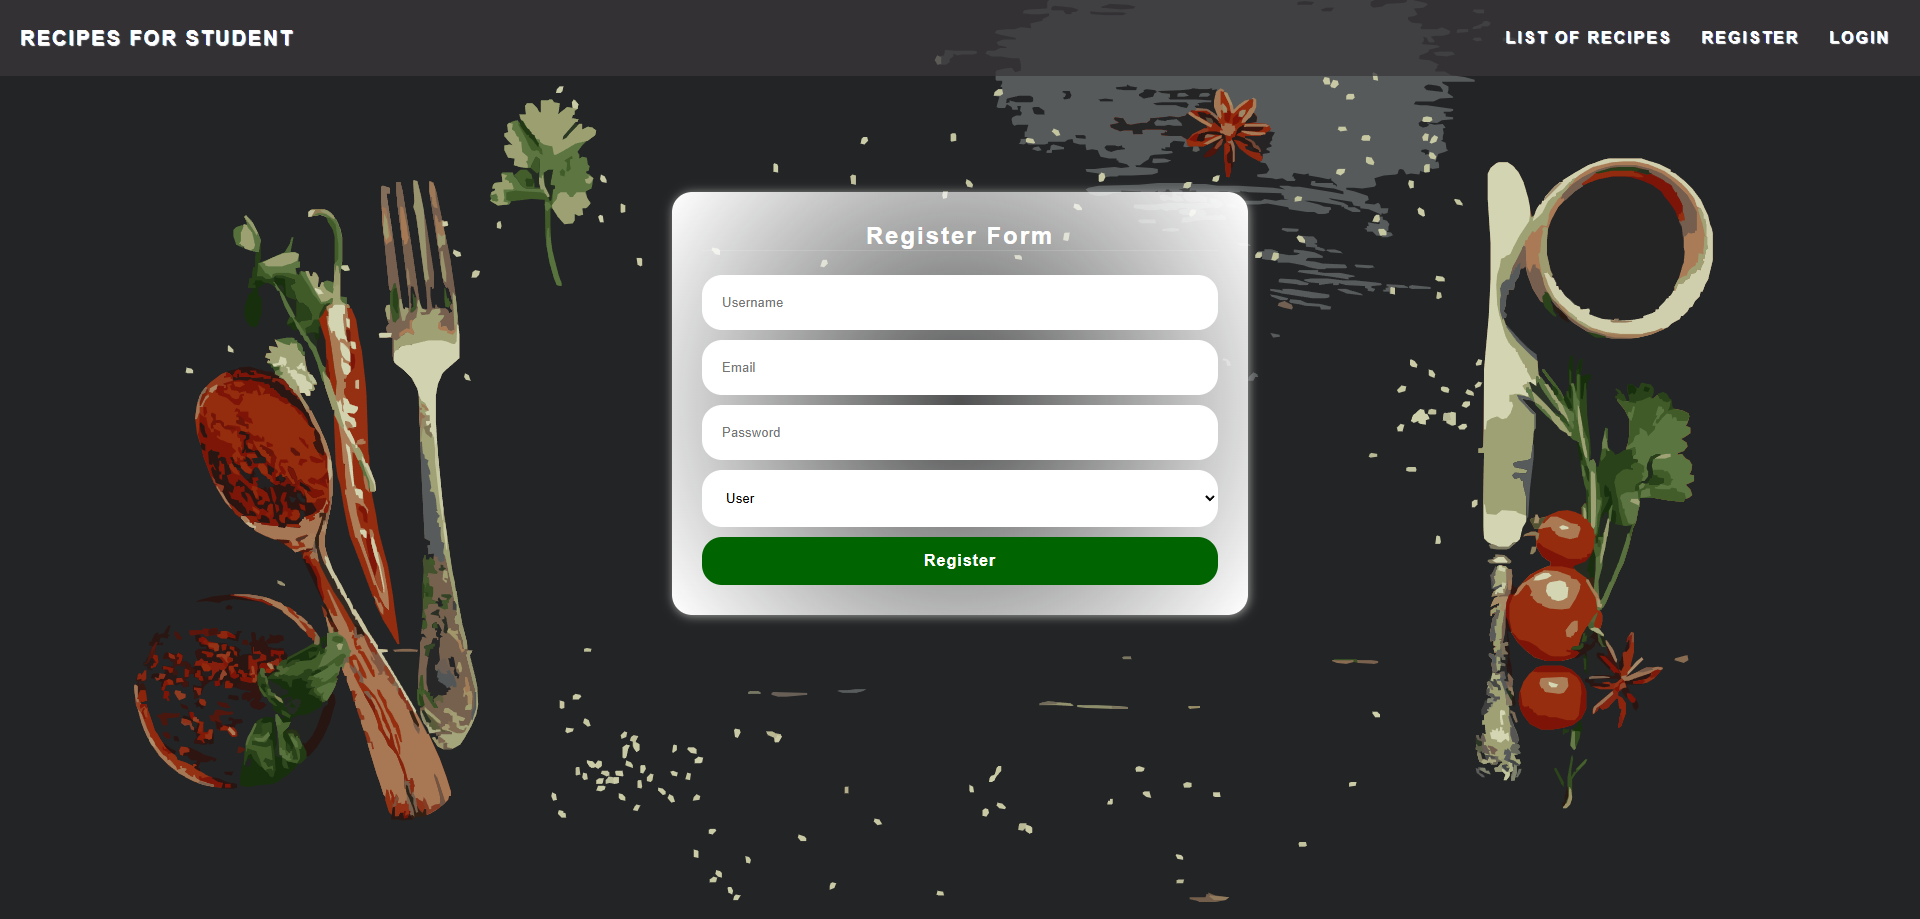 RECIPES FOR STUDENT
LIST OF RECIPES REGISTER LOGIN
Register Form
Username
Email
Password
User
Register